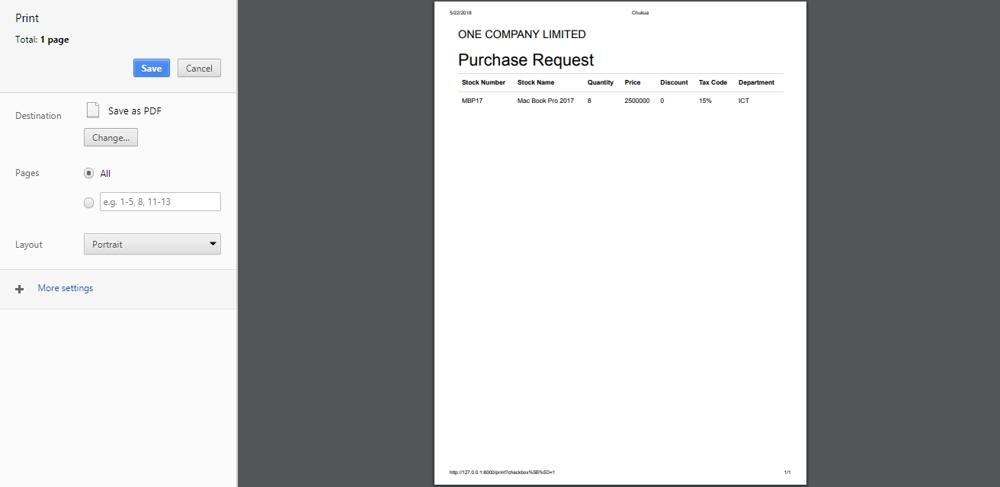 Print
Total: 1 page
Save Cancel
Destination Save as PDF
Change...
Pages All
e.g. 1-5, 8, 11-13
Layout Portrait
More settings
5/22/2018 Chukua
ONE COMPANY LIMITED
Purchase Request
Stock Number Stock Name Quantity Price Discount Tax Code Department
MBP17 Mac Book Pro 2017 8 2500000 0 15% ICT
http://127.0.0.1:8000/print?checkbox%5B%5D=1 1/1